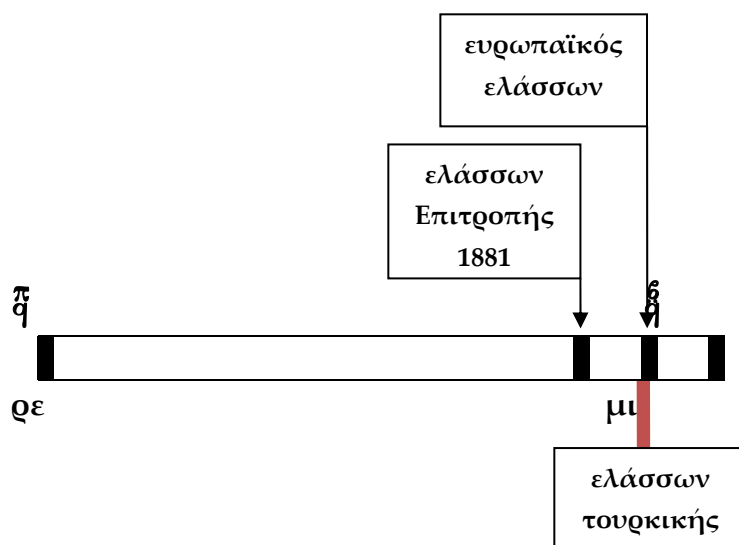 ευρωπαϊκός
ελάσσων
ελάσσων
Επιτροπής
1881
π
q
ρε
μι
ελάσσων
τουρκικής